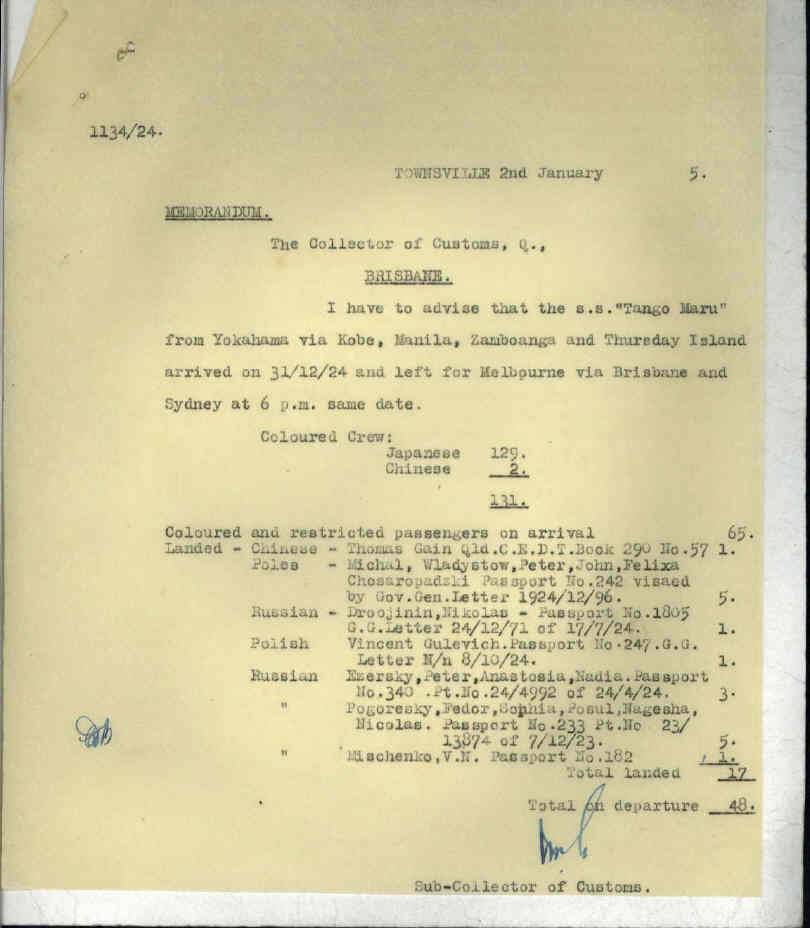 1134/24.
TOWNSVILLE 2nd January 5.
MEMORANDUM.
The Collector of Customs, Q.,
BRISBANE.
I have to advise that the s.s."Tango Maru"
from Yokahama via Kobe, Manila, Zamboanga and Thursday Island
arrived on 31/12/24 and left for Melbourne via Brisbane and
Sydney at 6 p.m. same date.
Coloured Crew:
Japanese 129.
Chinese 2.
131.
Coloured and restricted passengers on arrival 65.
Landed - Chinese - Thomas Gain Qld.C.E.D.T.Book 290 No.57 1.
Poles - Michal, Wladystow,Peter,John,Felixa
Chosaropadzki Passport No.242 visaed
by Gov.Gen.Letter 1924/12/96. 5.
Russian - Droojinin,Nikolas - Passport No.1805
G.G.Letter 24/12/71 of 17/7/24. 1.
Polish Vincent Gulevich.Passport No.247.G.G.
Letter N/n 8/10/24. 1.
Russian Ezersky,Peter,Anastosia,Nadia.Passport
No.340 .Pt.No.24/4992 of 24/4/24. 3.
" Pogoresky,Fedor,Sophia,Posul,Nagesha,
Nicolas. Passport No.233 Pt.No 23/
13874 of 7/12/23. 5.
" Mischenko,V.N. Passport No.182 1.
Total landed 17
Total on departure 48.
Sub-Collector of Customs.